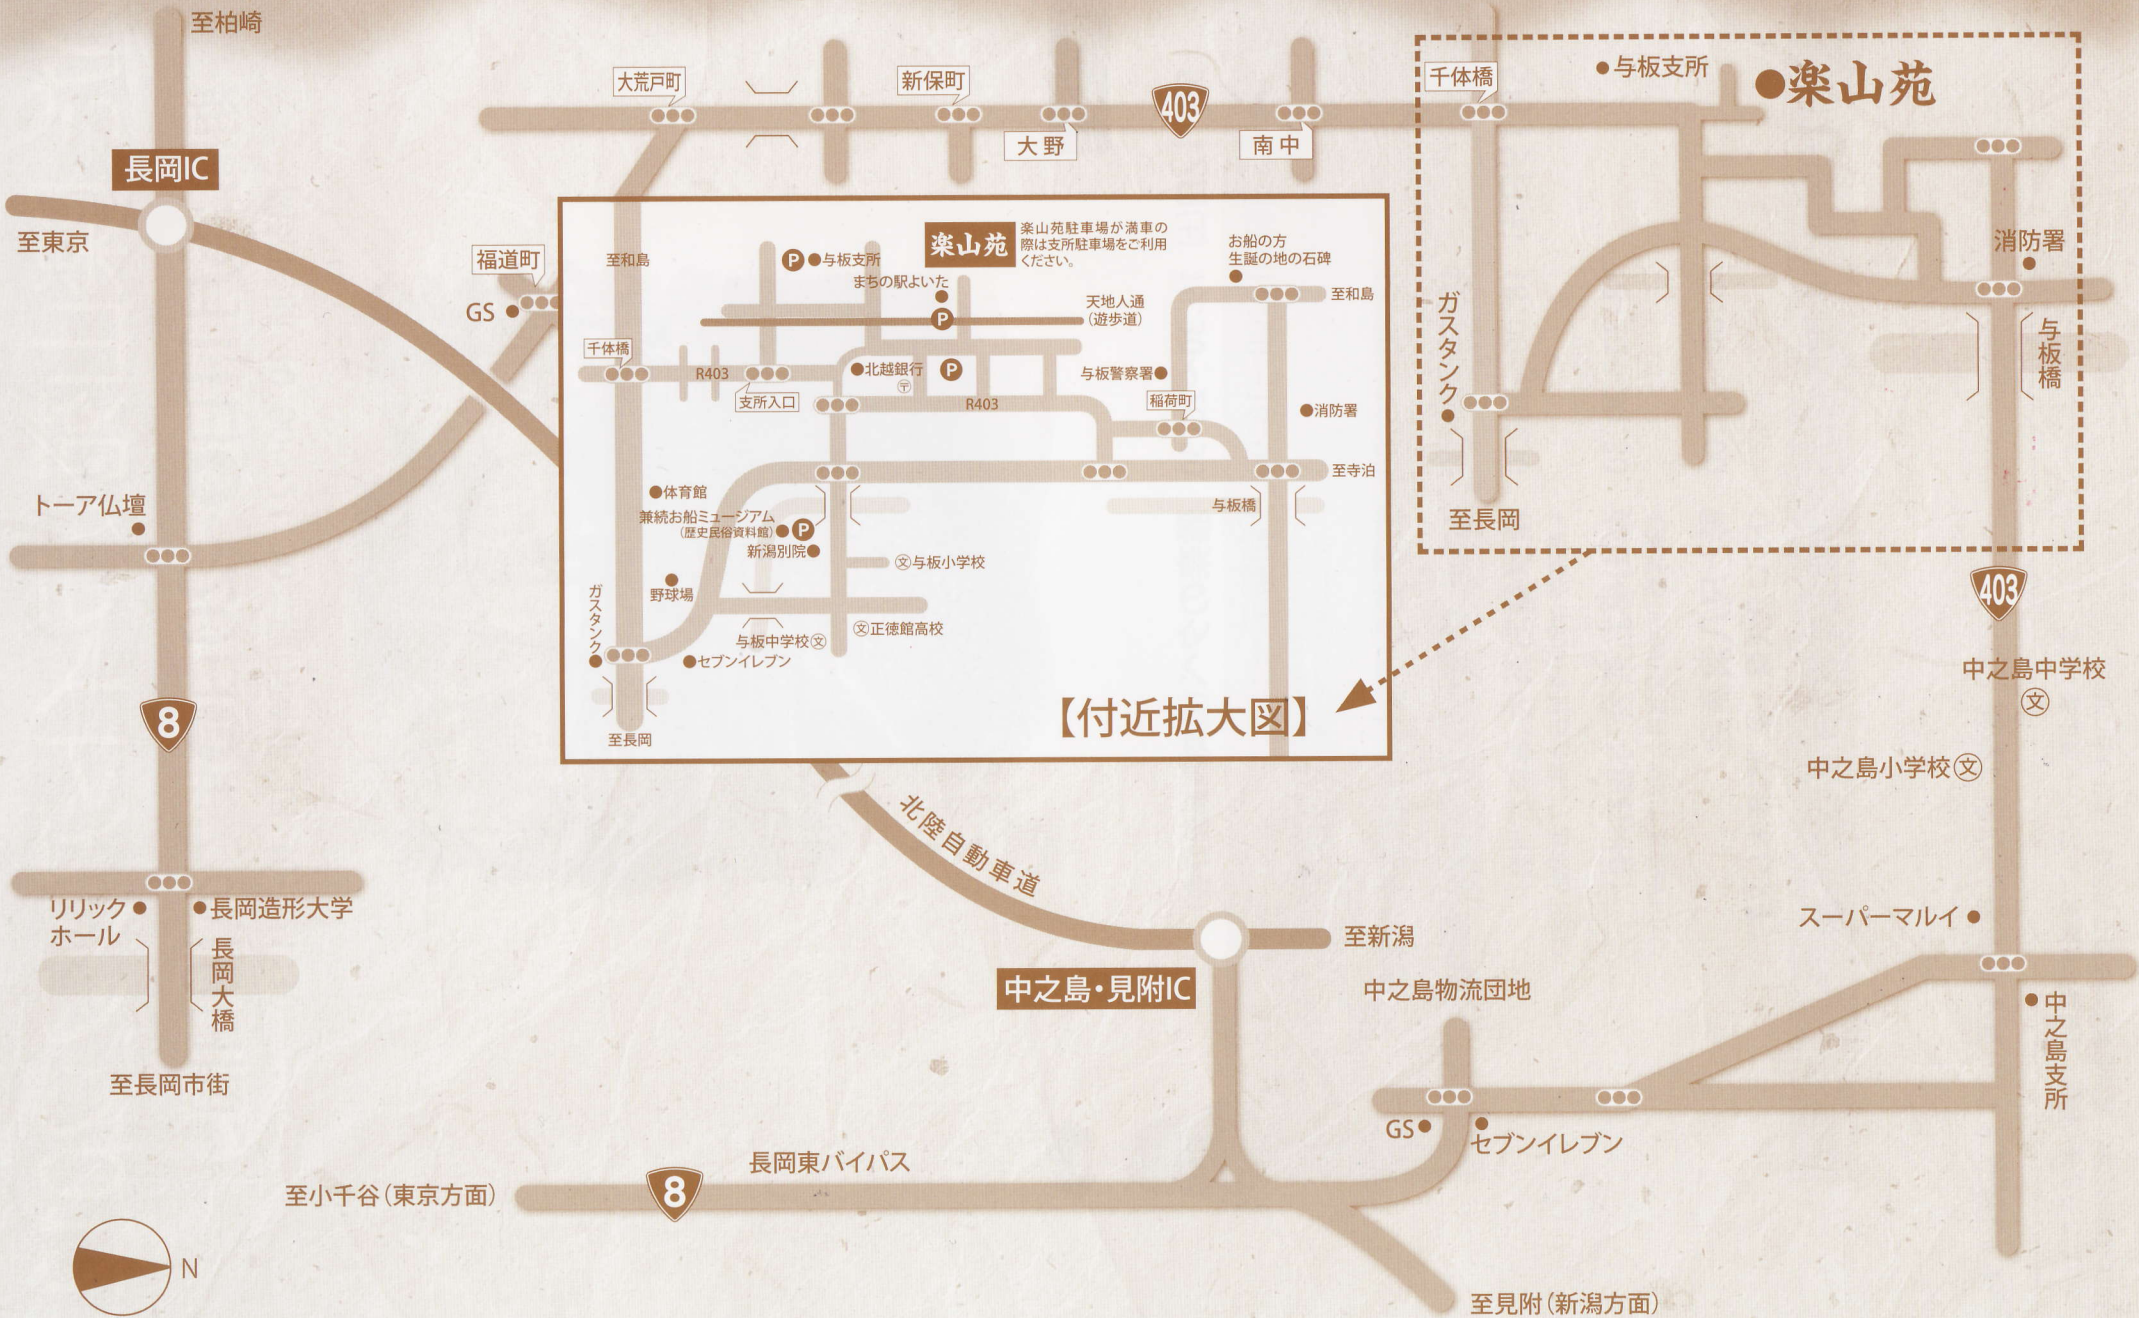 至柏崎
長岡IC
至東京
福道町
GS
トーア仏壇
8
リリック
ホール
長岡造形大学
長岡大橋
至長岡市街
大荒戸町
新保町
大野
403
南中
千体橋
与板支所
楽山苑
消防署
与板橋
ガスタンク
至長岡
至和島
楽山苑
楽山苑駐車場が満車の
際は支所駐車場をご利用
ください。
お船の方
生誕の地の石碑
P
与板支所
まちの駅よいた
P
天地人通
(遊歩道)
至和島
千体橋
R403
支所入口
北越銀行
〒
P
R403
与板警察署
稲荷町
消防署
至寺泊
与板橋
体育館
兼続お船ミュージアム
(歴史民俗資料館)
P
新潟別院
文与板小学校
野球場
ガスタンク
与板中学校文
文正徳館高校
セブンイレブン
至長岡
【付近拡大図】
403
中之島中学校
文
中之島小学校文
スーパーマルイ
中之島支所
北陸自動車道
至新潟
中之島・見附IC
中之島物流団地
GS
セブンイレブン
長岡東バイパス
至小千谷(東京方面)
8
至見附(新潟方面)
N